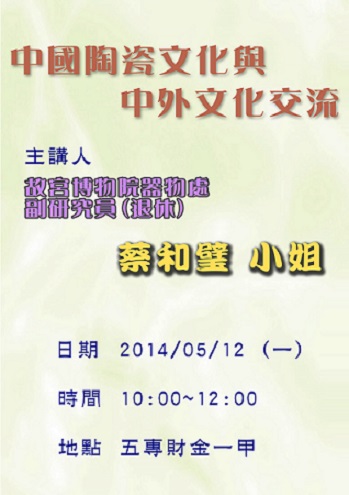 中國陶瓷文化與
中外文化交流
主講人
故宮博物院器物處
副研究員(退休)
蔡和璧 小姐
日期 2014/05/12 (一)
時間 10:00~12:00
地點 五專財金一甲